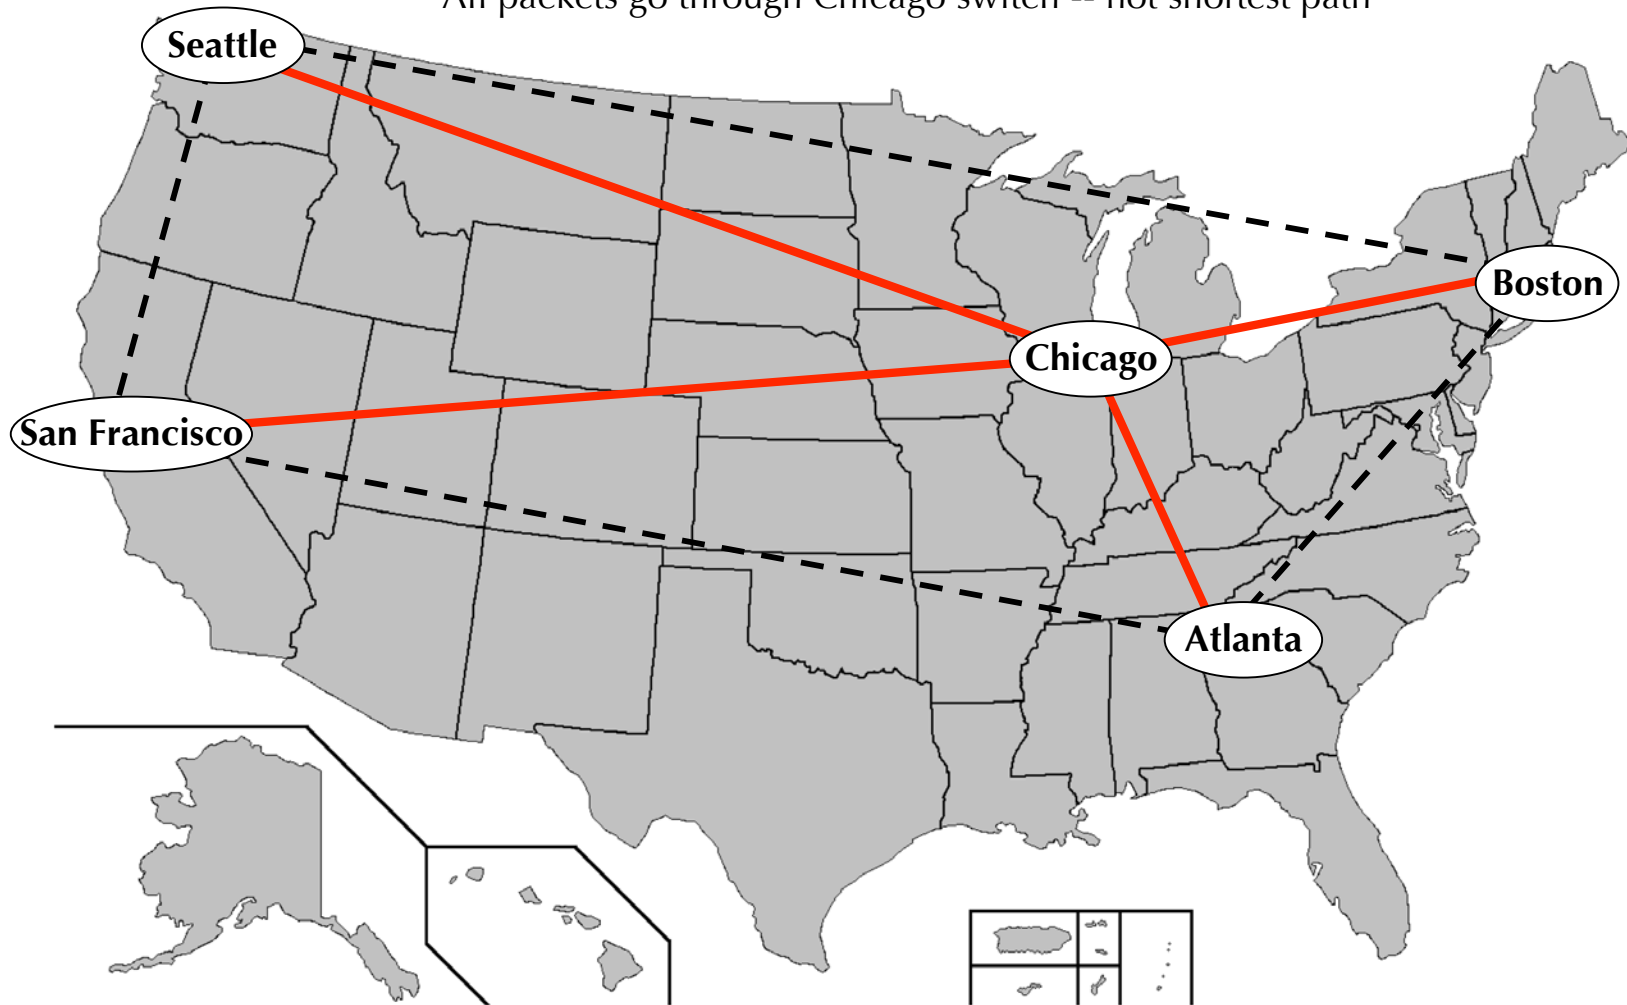 All packets go through Chicago switch -- not shortest path
Seattle
Boston
Chicago
San Francisco
Atlanta